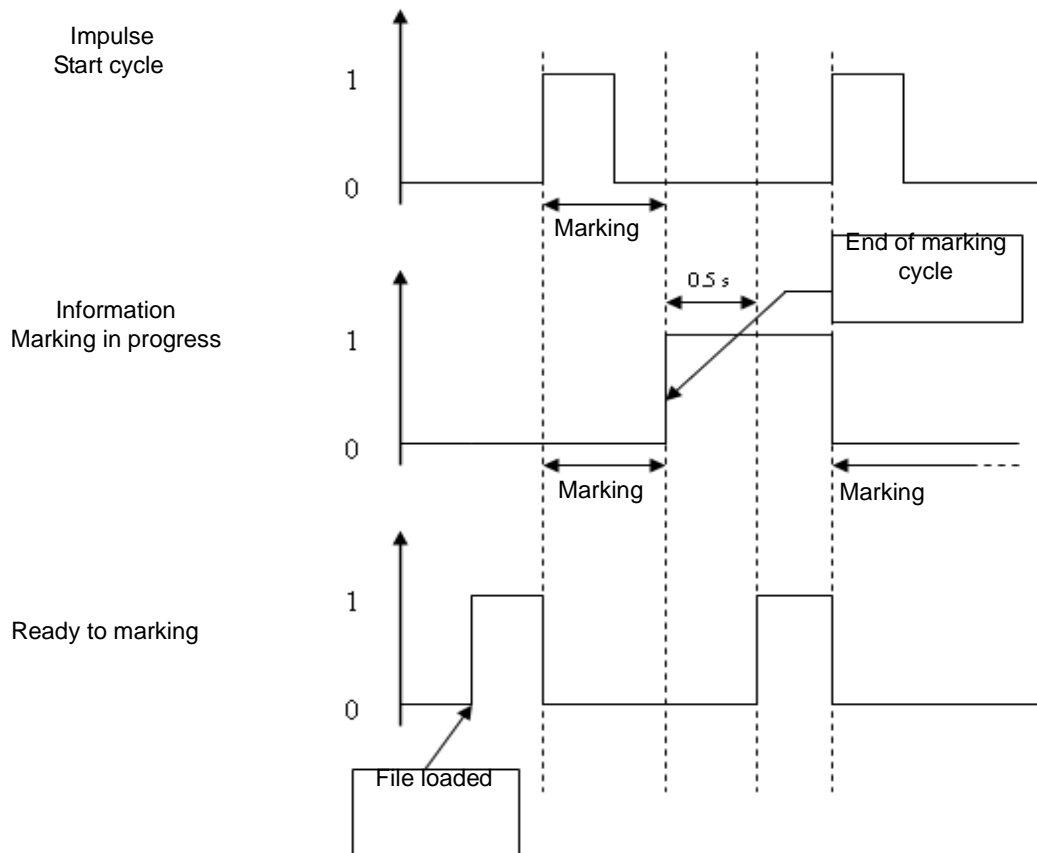 Impulse
Start cycle
1
0
Marking
End of marking
cycle
0.5 s
Information
Marking in progress
1
0
Marking
Marking
1
Ready to marking
0
File loaded